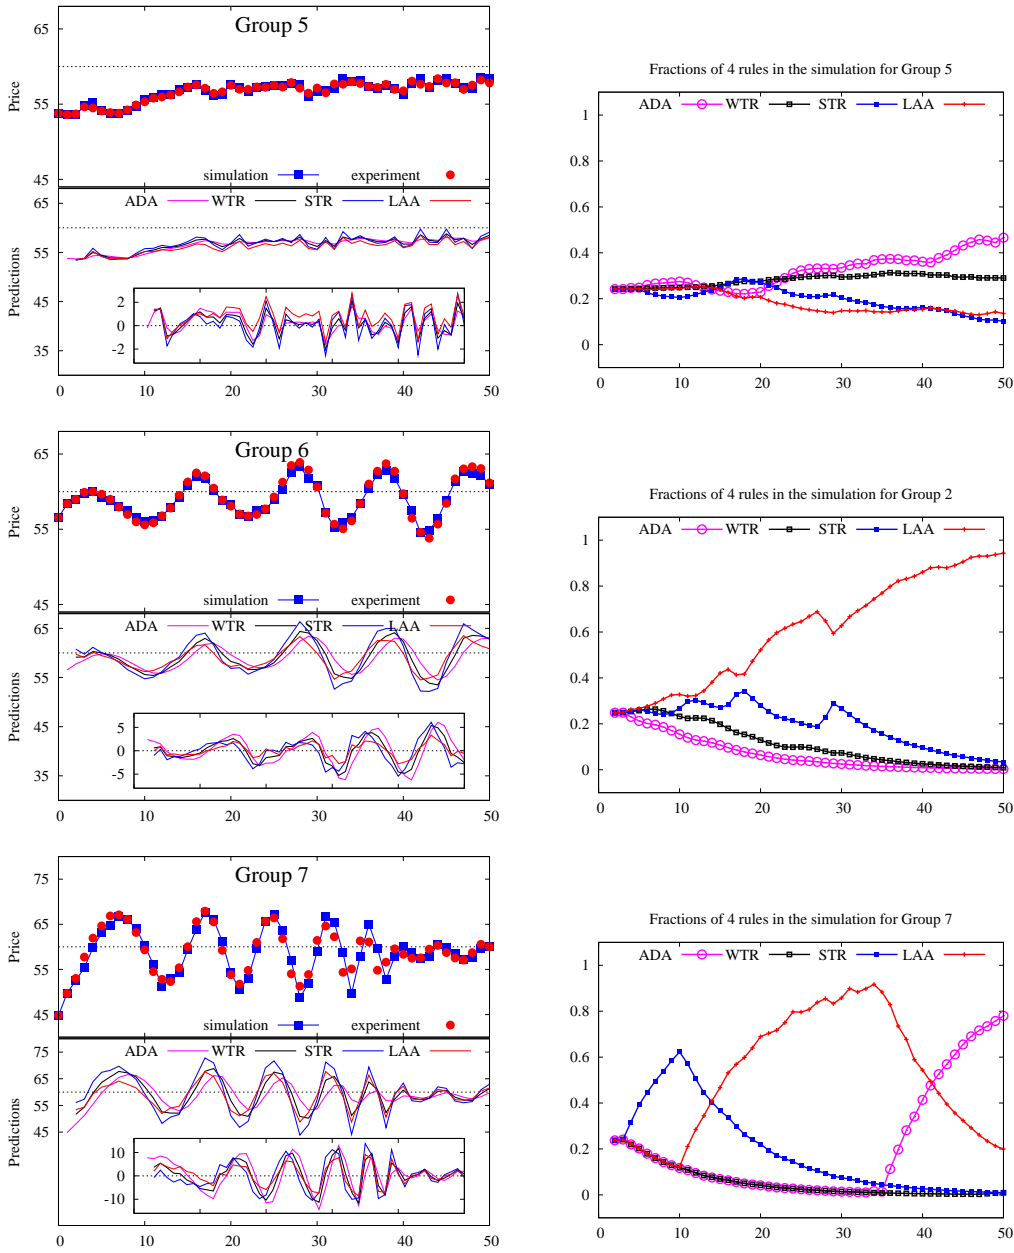 Group 5
65
55
45
Price
simulation experiment
ADA WTR STR LAA
65
55
45
35
Predictions
2
0
-2
0 10 20 30 40 50
Fractions of 4 rules in the simulation for Group 5
ADA WTR STR LAA
1
0.8
0.6
0.4
0.2
0
0 10 20 30 40 50
Group 6
65
55
45
Price
simulation experiment
ADA WTR STR LAA
65
55
45
35
Predictions
5
0
-5
0 10 20 30 40 50
Fractions of 4 rules in the simulation for Group 2
ADA WTR STR LAA
1
0.8
0.6
0.4
0.2
0
0 10 20 30 40 50
Group 7
75
65
55
45
Price
simulation experiment
ADA WTR STR LAA
75
65
55
45
Predictions
10
0
-10
0 10 20 30 40 50
Fractions of 4 rules in the simulation for Group 7
ADA WTR STR LAA
1
0.8
0.6
0.4
0.2
0
0 10 20 30 40 50